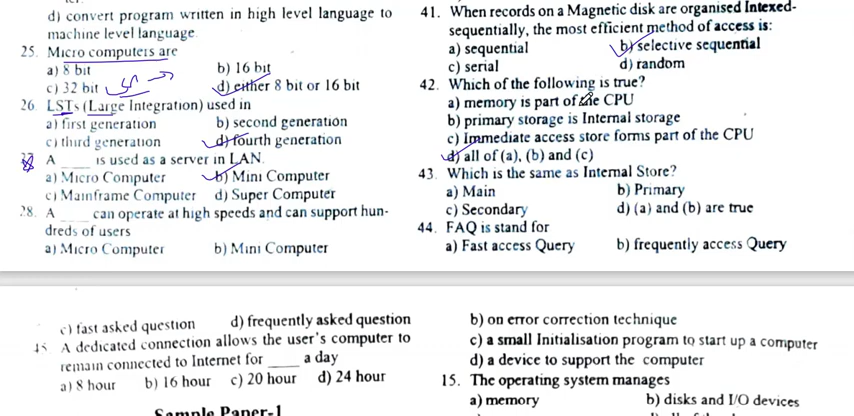 d) convert program written in high level language to
machine level language
25. Micro computers are
a) 8 bit b) 16 bit
c) 32 bit d) either 8 bit or 16 bit
26. LSTs (Large Integration) used in
a) first generation b) second generation
c) third generation d) fourth generation
27. A ____ is used as a server in LAN.
a) Micro Computer b) Mini Computer
c) Mainframe Computer d) Super Computer
28. A ____ can operate at high speeds and can support hun-
dreds of users
a) Micro Computer b) Mini Computer
41. When records on a Magnetic disk are organised Intexed-
sequentially, the most efficient method of access is:
a) sequential b) selective sequential
c) serial d) random
42. Which of the following is true?
a) memory is part of the CPU
b) primary storage is Internal storage
c) Immediate access store forms part of the CPU
d) all of (a), (b) and (c)
43. Which is the same as Internal Store?
a) Main b) Primary
c) Secondary d) (a) and (b) are true
44. FAQ is stand for
a) Fast access Query b) frequently access Query
c) fast asked question d) frequently asked question
45 A dedicated connection allows the user's computer to
remain connected to Internet for ____ a day
a) 8 hour b) 16 hour c) 20 hour d) 24 hour
Sample Paper-1
b) on error correction technique
c) a small Initialisation program to start up a computer
d) a device to support the computer
15. The operating system manages
a) memory b) disks and I/O devices